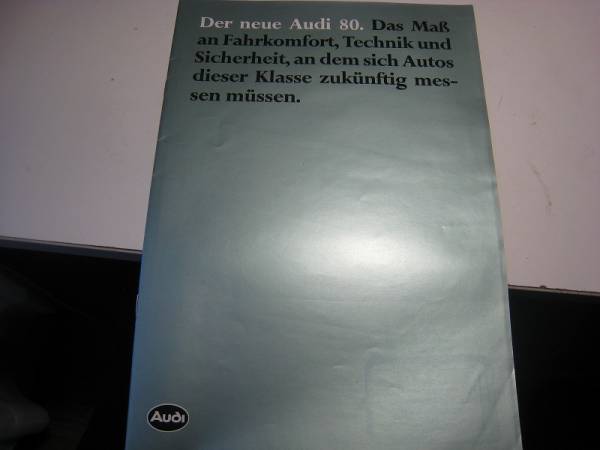 Der neue Audi 80. Das Maß
an Fahrkomfort, Technik und
Sicherheit, an dem sich Autos
dieser Klasse zukünftig mes-
sen müssen.
Audi